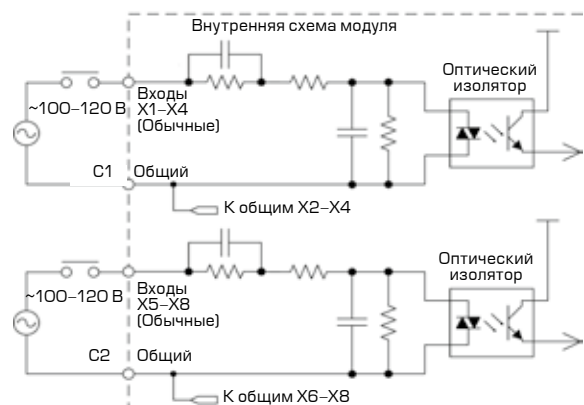 Внутренняя схема модуля
Оптический
изолятор
~100–120 В
Входы
X1–X4
(Обычные)
C1
Общий
К общим X2–X4
Оптический
изолятор
~100–120 В
Входы
X5–X8
(Обычные)
C2
Общий
К общим X6–X8